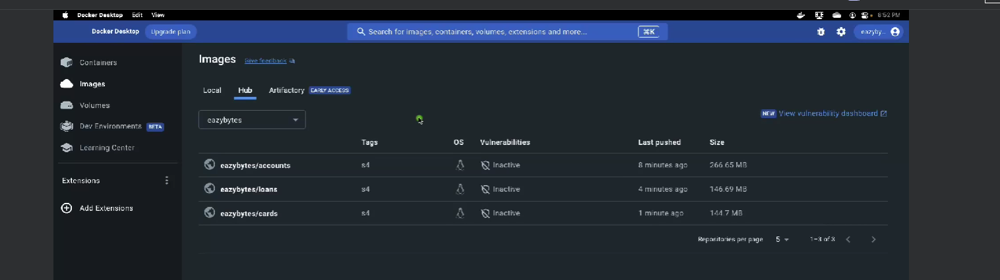 Docker Desktop Edit View 8:52 PM
Docker Desktop Upgrade plan Search for images, containers, volumes, extensions and more... ⌘K eazyby...
Containers
Images
Volumes
Dev Environments BETA
Learning Center
Extensions
Add Extensions
Images Give feedback
Local Hub Artifactory EARLY ACCESS
eazybytes
NEW View vulnerability dashboard
Tags OS Vulnerabilities Last pushed Size
eazybytes/accounts s4 Inactive 8 minutes ago 266.65 MB
eazybytes/loans s4 Inactive 4 minutes ago 146.69 MB
eazybytes/cards s4 Inactive 1 minute ago 144.7 MB
Repositories per page 5 1–3 of 3